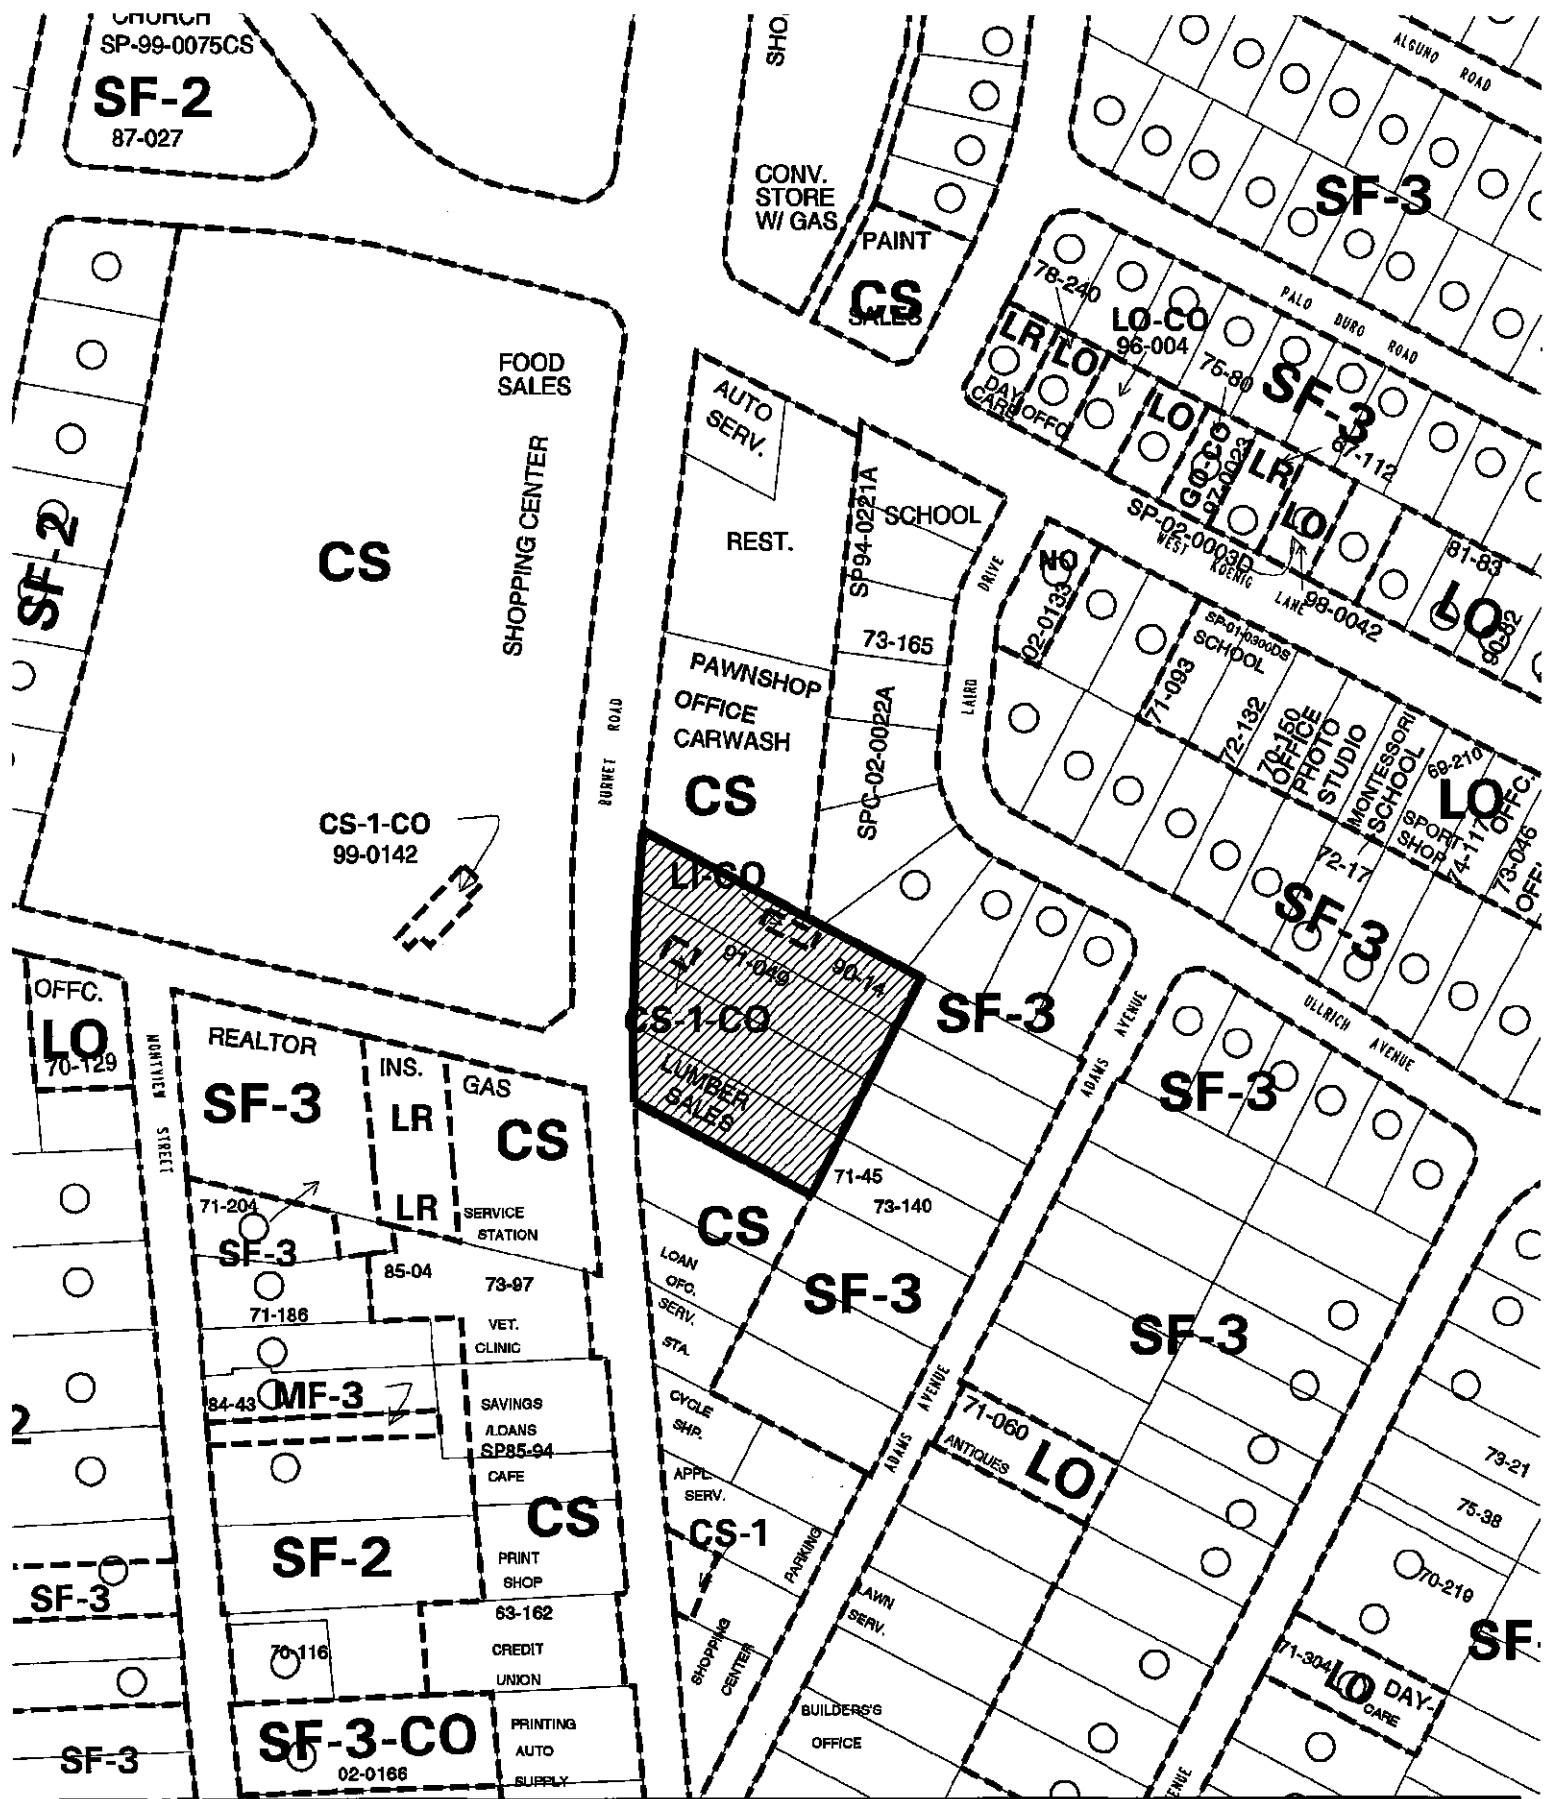 CHURCH
SP-99-0075CS
SF-2
87-027
CONV.
STORE
W/ GAS
PAINT
CS
SALES
ALGUNO ROAD
SF-3
PALO DURO ROAD
78-240
LO-CO
96-004
LR
LO
DAY
CARE
OFFC
75-80
SF-3
LO
GO-CO
97-0023
LR
67-112
LO
SP-02-0003D
WEST KOENIG LANE
98-0042
81-83
LO
90-82
FOOD
SALES
SHOPPING CENTER
CS
SF-2
AUTO
SERV.
REST.
SP94-0221A
SCHOOL
73-165
DRIVE
LAIRD
NO
02-0133
SP-01-0300DS
SCHOOL
71-093
72-132
70-150
OFFICE
PHOTO
STUDIO
MONTESSORI
SCHOOL
69-210
LO
SPORT
SHOP
74-117
OFFC.
73-046
OFF.
72-17
SF-3
PAWNSHOP
OFFICE
CARWASH
CS
SPC-02-0022A
BURNET ROAD
CS-1-CO
99-0142
LI-CO
91-049
90-14
CS-1-CO
LUMBER
SALES
SF-3
ADAMS AVENUE
ULLRICH AVENUE
SF-3
OFFC.
LO
70-129
MONTVIEW STREET
REALTOR
SF-3
INS.
LR
LR
GAS
CS
SERVICE
STATION
71-204
SF-3
71-186
85-04
73-97
VET.
CLINIC
84-43
MF-3
SAVINGS
/LOANS
SP85-94
CAFE
CS
SF-2
PRINT
SHOP
63-162
CREDIT
UNION
70-116
SF-3-CO
02-0166
PRINTING
AUTO
SUPPLY
2
SF-3
SF-3
71-45
73-140
CS
SF-3
LOAN
OFC.
SERV.
STA.
CYCLE
SHP.
APPL.
SERV.
CS-1
PARKING
SHOPPING
CENTER
ADAMS AVENUE
71-060
ANTIQUES
LO
SF-3
LAWN
SERV.
BUILDERS'S
OFFICE
73-21
75-38
70-219
SF-
71-304
LO
DAY-
CARE